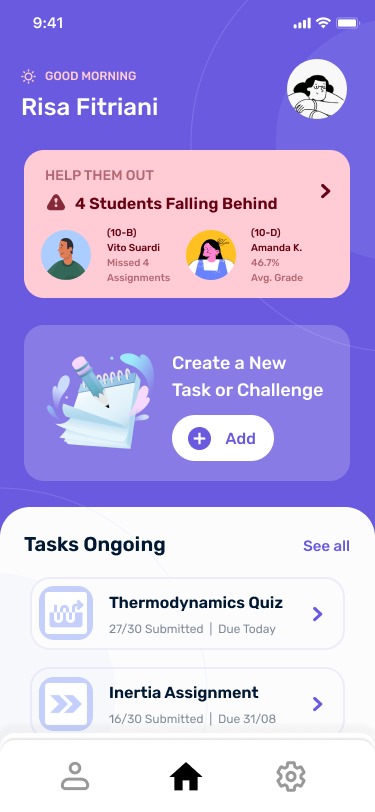 9:41
GOOD MORNING
Risa Fitriani
HELP THEM OUT
4 Students Falling Behind
(10-B)
Vito Suardi
Missed 4
Assignments
(10-D)
Amanda K.
46.7%
Avg. Grade
Create a New
Task or Challenge
Add
Tasks Ongoing
See all
Thermodynamics Quiz
27/30 Submitted | Due Today
Inertia Assignment
16/30 Submitted | Due 31/08